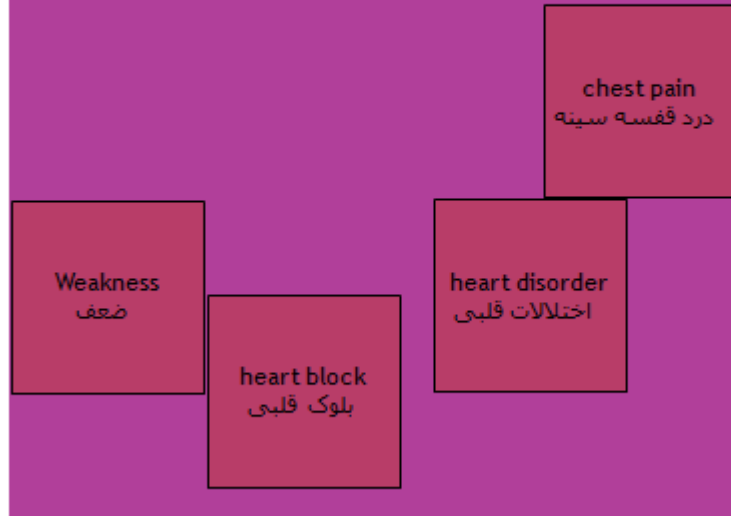 chest pain
درد قفسه سینه
Weakness
ضعف
heart disorder
اختلالات قلبی
heart block
بلوک قلبی